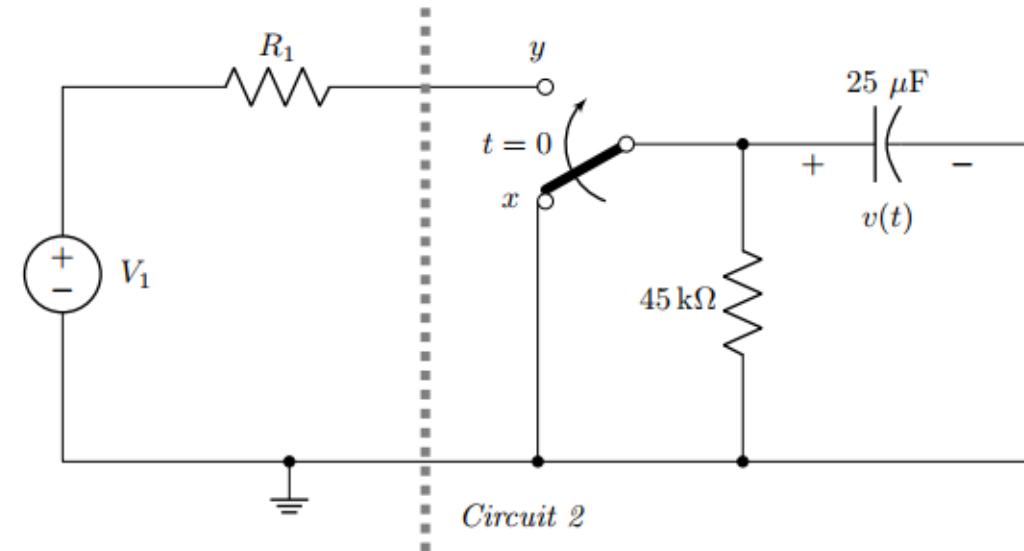 R₁
y
25 μF
t = 0
+ −
x
v(t)
+
−
V₁
45 kΩ
Circuit 2